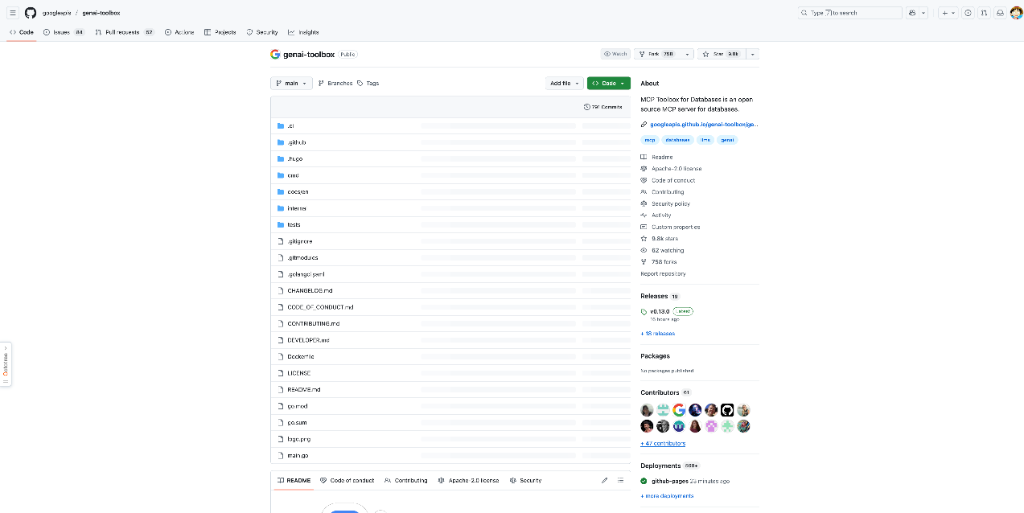 googleapis / genai-toolbox
Type / to search
Code
Issues 84
Pull requests 57
Actions
Projects
Security
Insights
genai-toolbox Public
Watch
Fork 758
Star 9.8k
main
Branches
Tags
Add file
Code
791 Commits
.ci
.github
.hugo
cmd
docs/en
internal
tests
.gitignore
.gitmodules
.golangci.yaml
CHANGELOG.md
CODE_OF_CONDUCT.md
CONTRIBUTING.md
DEVELOPER.md
Dockerfile
LICENSE
README.md
go.mod
go.sum
logo.png
main.go
README
Code of conduct
Contributing
Apache-2.0 license
Security
About
MCP Toolbox for Databases is an open
source MCP server for databases.
googleapis.github.io/genai-toolbox/ge...
mcp databases llms genai
Readme
Apache-2.0 license
Code of conduct
Contributing
Security policy
Activity
Custom properties
9.8k stars
62 watching
758 forks
Report repository
Releases 19
v0.13.0 Latest
15 hours ago
+ 18 releases
Packages
No packages published
Contributors 61
+ 47 contributors
Deployments 500+
github-pages 23 minutes ago
+ more deployments